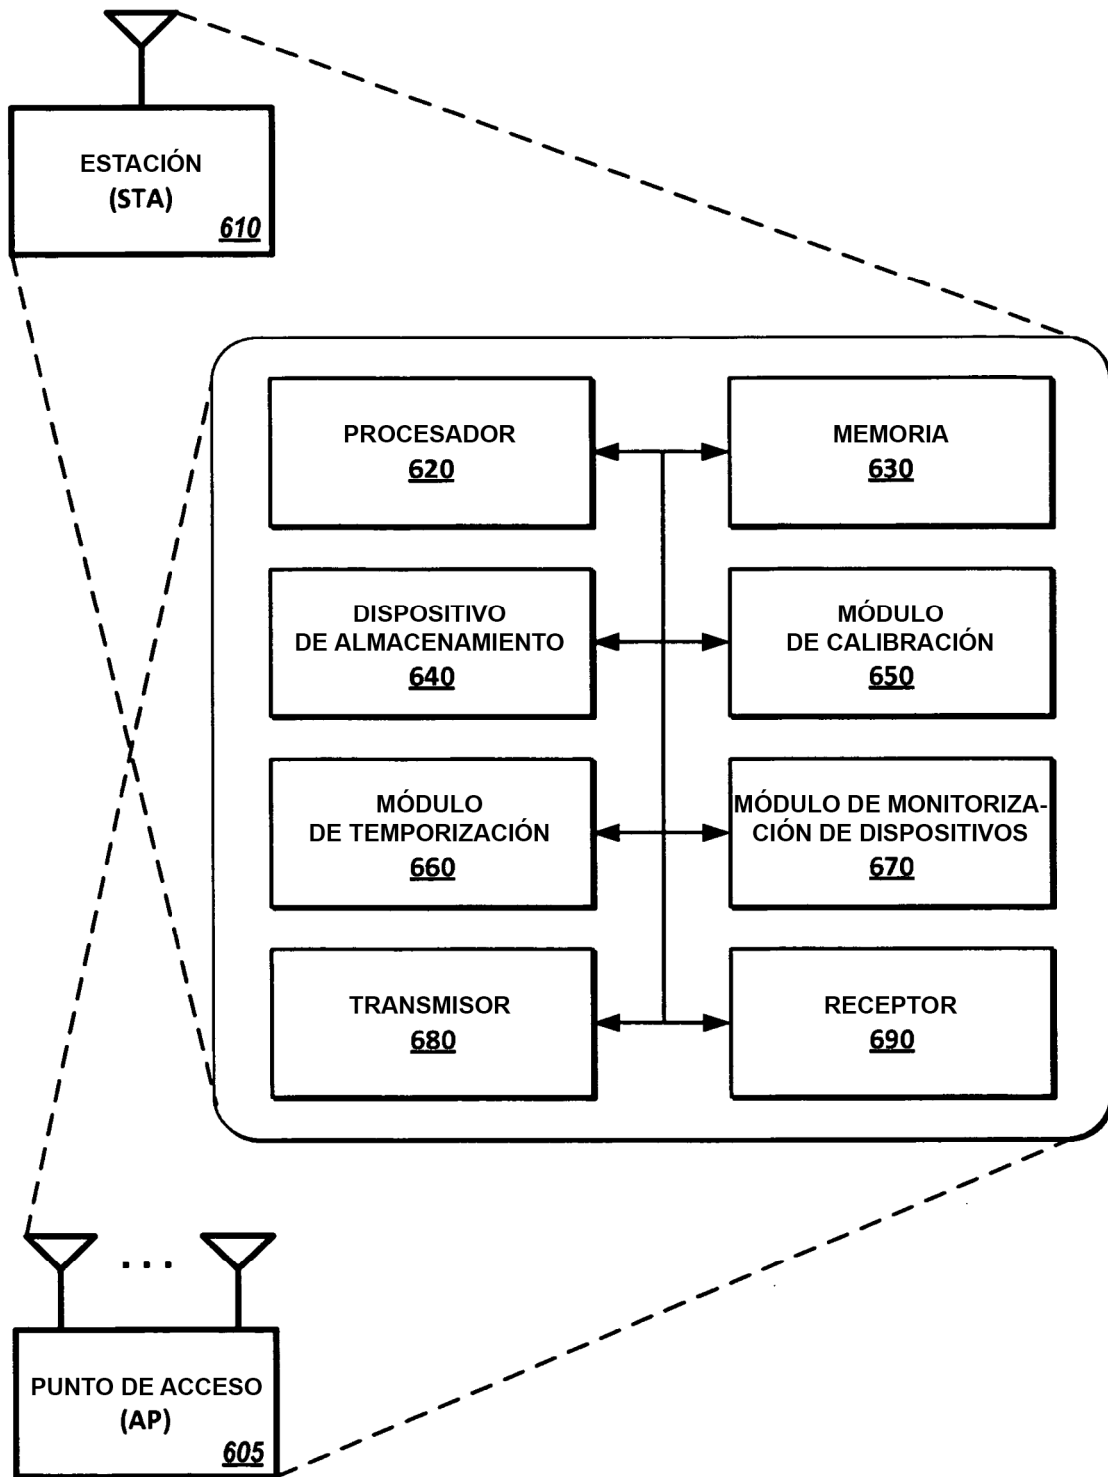 ESTACIÓN
(STA)
610
PROCESADOR
620
MEMORIA
630
DISPOSITIVO
DE ALMACENAMIENTO
640
MÓDULO
DE CALIBRACIÓN
650
MÓDULO
DE TEMPORIZACIÓN
660
MÓDULO DE MONITORIZA-
CIÓN DE DISPOSITIVOS
670
TRANSMISOR
680
RECEPTOR
690
. . .
PUNTO DE ACCESO
(AP)
605